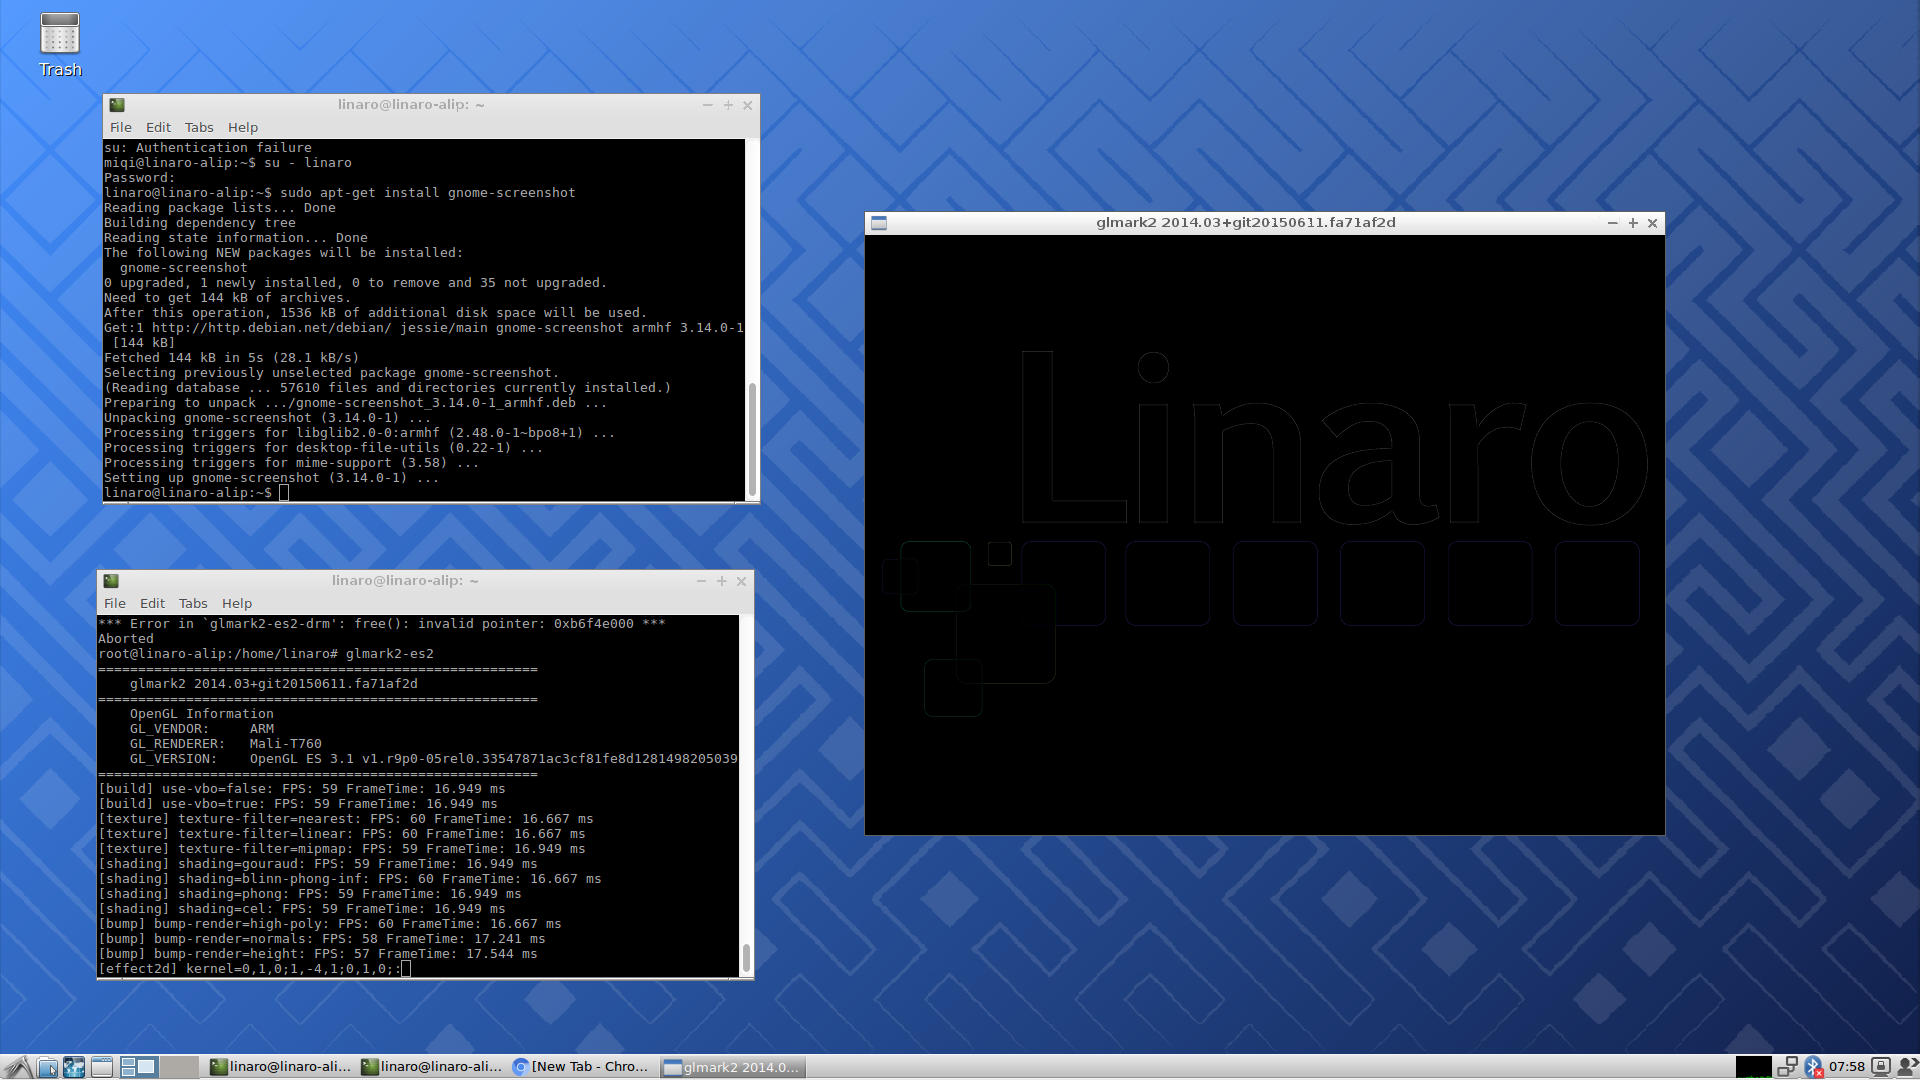 Trash
linaro@linaro-alip: ~
File Edit Tabs Help
su: Authentication failure
miqi@linaro-alip:~$ su - linaro
Password:
linaro@linaro-alip:~$ sudo apt-get install gnome-screenshot
Reading package lists... Done
Building dependency tree
Reading state information... Done
The following NEW packages will be installed:
  gnome-screenshot
0 upgraded, 1 newly installed, 0 to remove and 35 not upgraded.
Need to get 144 kB of archives.
After this operation, 1536 kB of additional disk space will be used.
Get:1 http://http.debian.net/debian/ jessie/main gnome-screenshot armhf 3.14.0-1
 [144 kB]
Fetched 144 kB in 5s (28.1 kB/s)
Selecting previously unselected package gnome-screenshot.
(Reading database ... 57610 files and directories currently installed.)
Preparing to unpack .../gnome-screenshot_3.14.0-1_armhf.deb ...
Unpacking gnome-screenshot (3.14.0-1) ...
Processing triggers for libglib2.0-0:armhf (2.48.0-1~bpo8+1) ...
Processing triggers for desktop-file-utils (0.22-1) ...
Processing triggers for mime-support (3.58) ...
Setting up gnome-screenshot (3.14.0-1) ...
linaro@linaro-alip:~$
linaro@linaro-alip: ~
File Edit Tabs Help
*** Error in `glmark2-es2-drm': free(): invalid pointer: 0xb6f4e000 ***
Aborted
root@linaro-alip:/home/linaro# glmark2-es2
=======================================================
    glmark2 2014.03+git20150611.fa71af2d
=======================================================
    OpenGL Information
    GL_VENDOR:     ARM
    GL_RENDERER:   Mali-T760
    GL_VERSION:    OpenGL ES 3.1 v1.r9p0-05rel0.33547871ac3cf81fe8d1281498205039
=======================================================
[build] use-vbo=false: FPS: 59 FrameTime: 16.949 ms
[build] use-vbo=true: FPS: 59 FrameTime: 16.949 ms
[texture] texture-filter=nearest: FPS: 60 FrameTime: 16.667 ms
[texture] texture-filter=linear: FPS: 60 FrameTime: 16.667 ms
[texture] texture-filter=mipmap: FPS: 59 FrameTime: 16.949 ms
[shading] shading=gouraud: FPS: 59 FrameTime: 16.949 ms
[shading] shading=blinn-phong-inf: FPS: 60 FrameTime: 16.667 ms
[shading] shading=phong: FPS: 59 FrameTime: 16.949 ms
[shading] shading=cel: FPS: 59 FrameTime: 16.949 ms
[bump] bump-render=high-poly: FPS: 60 FrameTime: 16.667 ms
[bump] bump-render=normals: FPS: 58 FrameTime: 17.241 ms
[bump] bump-render=height: FPS: 57 FrameTime: 17.544 ms
[effect2d] kernel=0,1,0;1,-4,1;0,1,0;:
glmark2 2014.03+git20150611.fa71af2d
Linaro
linaro@linaro-ali...
linaro@linaro-ali...
[New Tab - Chro...
glmark2 2014.0...
07:58